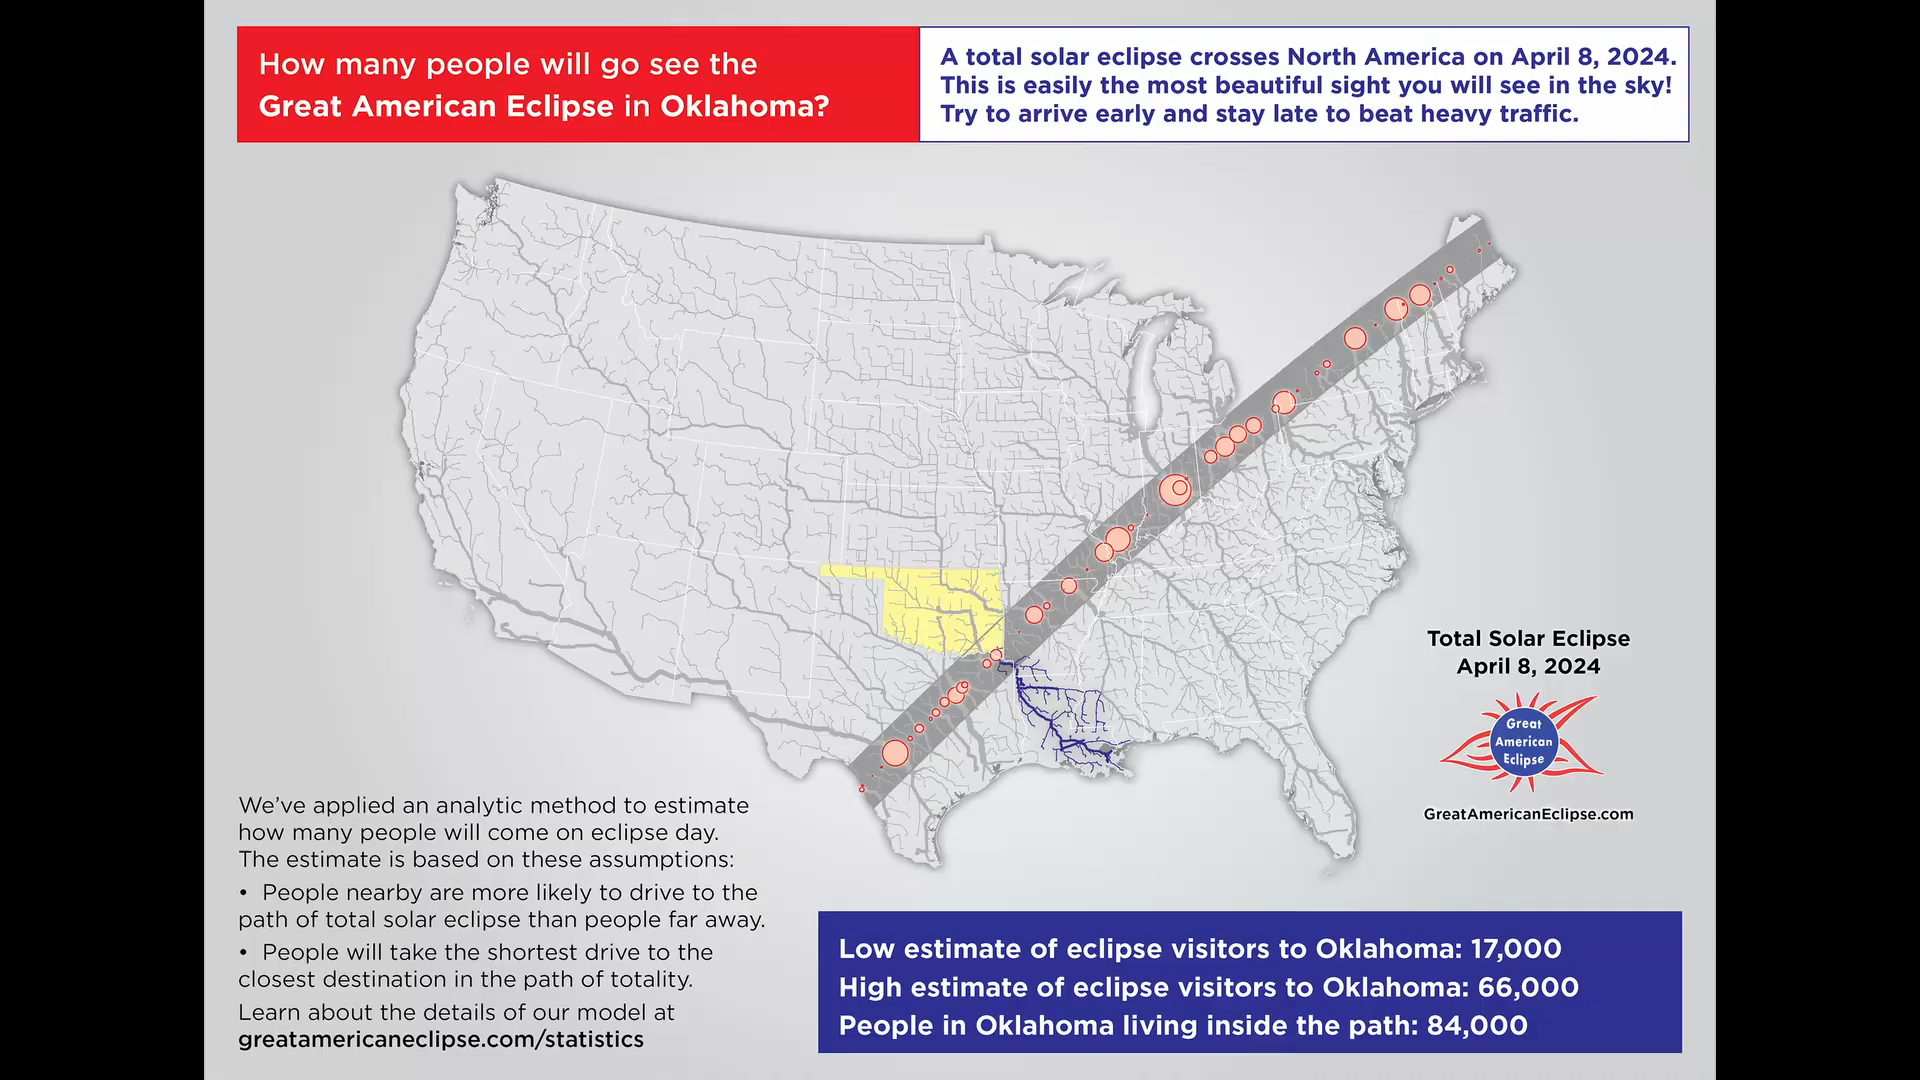 How many people will go see the
Great American Eclipse in Oklahoma?
A total solar eclipse crosses North America on April 8, 2024.
This is easily the most beautiful sight you will see in the sky!
Try to arrive early and stay late to beat heavy traffic.
Total Solar Eclipse
April 8, 2024
Great
American
Eclipse
GreatAmericanEclipse.com
We’ve applied an analytic method to estimate
how many people will come on eclipse day.
The estimate is based on these assumptions:
• People nearby are more likely to drive to the
path of total solar eclipse than people far away.
• People will take the shortest drive to the
closest destination in the path of totality.
Learn about the details of our model at
greatamericaneclipse.com/statistics
Low estimate of eclipse visitors to Oklahoma: 17,000
High estimate of eclipse visitors to Oklahoma: 66,000
People in Oklahoma living inside the path: 84,000